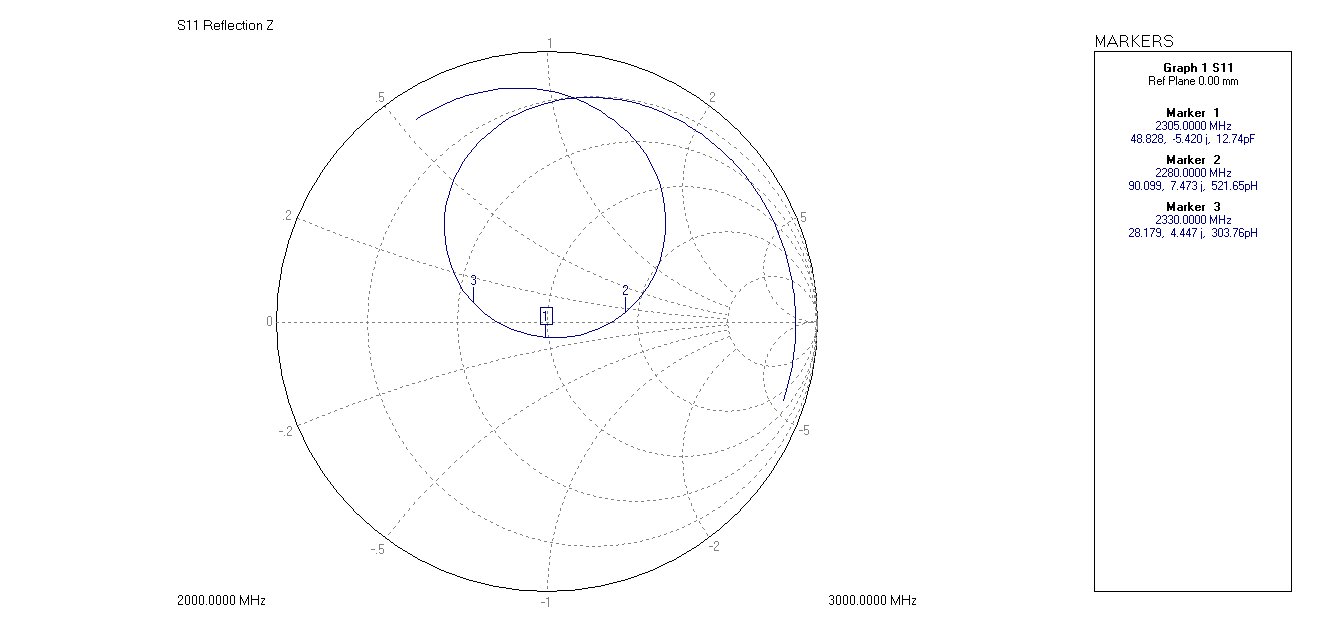 S11 Reflection Z
1
.5
2
.2
5
0
3
2
1
-.2
-5
-.5
-2
-1
2000.0000 MHz
3000.0000 MHz
MARKERS
Graph 1 S11
Ref Plane 0.00 mm
Marker 1
2305.0000 MHz
48.828, -5.420 j, 12.74pF
Marker 2
2280.0000 MHz
90.099, 7.473 j, 521.65pH
Marker 3
2330.0000 MHz
28.179, 4.447 j, 303.76pH